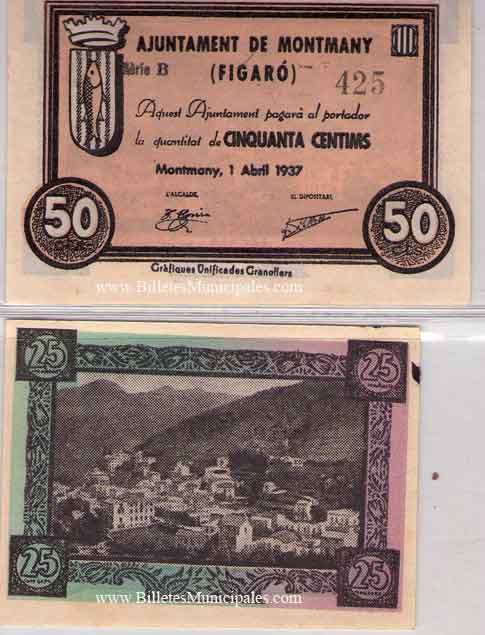 AJUNTAMENT DE MONTMANY
Sèrie B (FIGARÓ) 425
Aquest Ajuntament pagarà al portador
la quantitat de CINQUANTA CENTIMS
Montmany, 1 Abril 1937
L'ALCALDE, EL DIPOSITARI,
50 50
Gràfiques Unificades Granollers
www.BilletesMunicipales.com
25 25
25 25
www.BilletesMunicipales.com